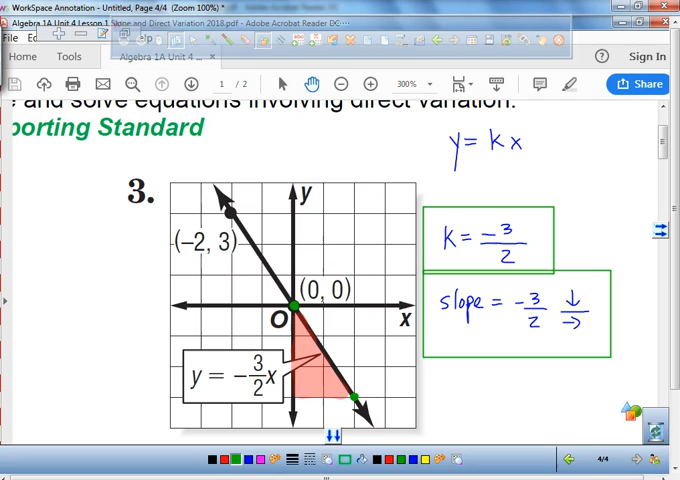 WorkSpace Annotation - Untitled, Page 4/4 (Zoom 100%)
Algebra 1A Unit 4 Lesson 1 Slope and Direct Variation 2018.pdf - Adobe Acrobat Reader DC
Home Tools Algebra 1A Unit 4 ... Sign In
1 / 2 300% Share
e and solve equations involving direct variation.
porting Standard
y = kx
3.
y
(-2, 3)
k = -3/2
(0, 0)
slope = -3/2 ↓/→
O x
y = -3/2x
4/4